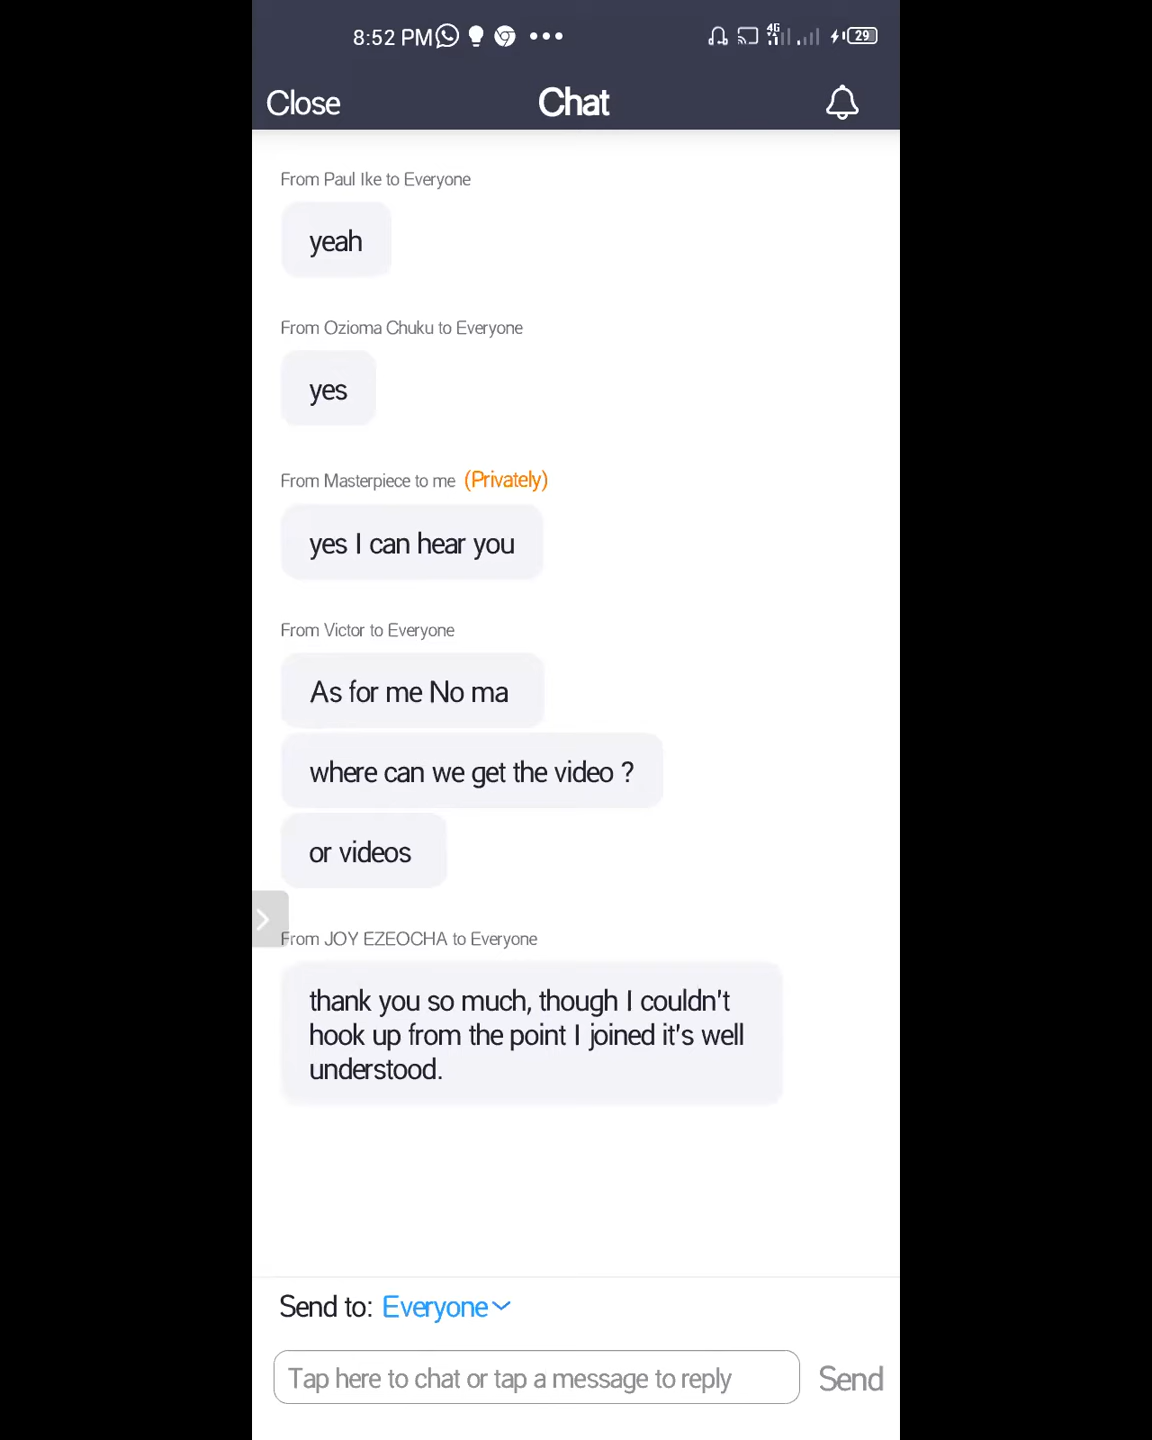 8:52 PM 4G 29
Close Chat
From Paul Ike to Everyone
yeah
From Ozioma Chuku to Everyone
yes
From Masterpiece to me (Privately)
yes I can hear you
From Victor to Everyone
As for me No ma
where can we get the video ?
or videos
From JOY EZEOCHA to Everyone
thank you so much, though I couldn't
hook up from the point I joined it's well
understood.
Send to: Everyone
Tap here to chat or tap a message to reply Send